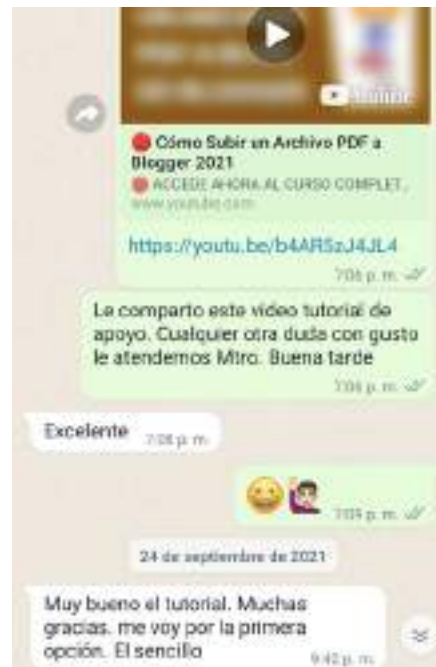 🔴 Cómo Subir un Archivo PDF a
Blogger 2021
🔴 ACCEDE AHORA AL CURSO COMPLET...
www.youtube.com
https://youtu.be/b4AR5zJ4JL4
7:06 p. m.
Le comparto este video tutorial de
apoyo. Cualquier otra duda con gusto
le atendemos Mtro. Buena tarde
7:06 p. m.
Excelente 7:08 p. m.
7:09 p. m.
24 de septiembre de 2021
Muy bueno el tutorial. Muchas
gracias. me voy por la primera
opción. El sencillo
9:42 p. m.